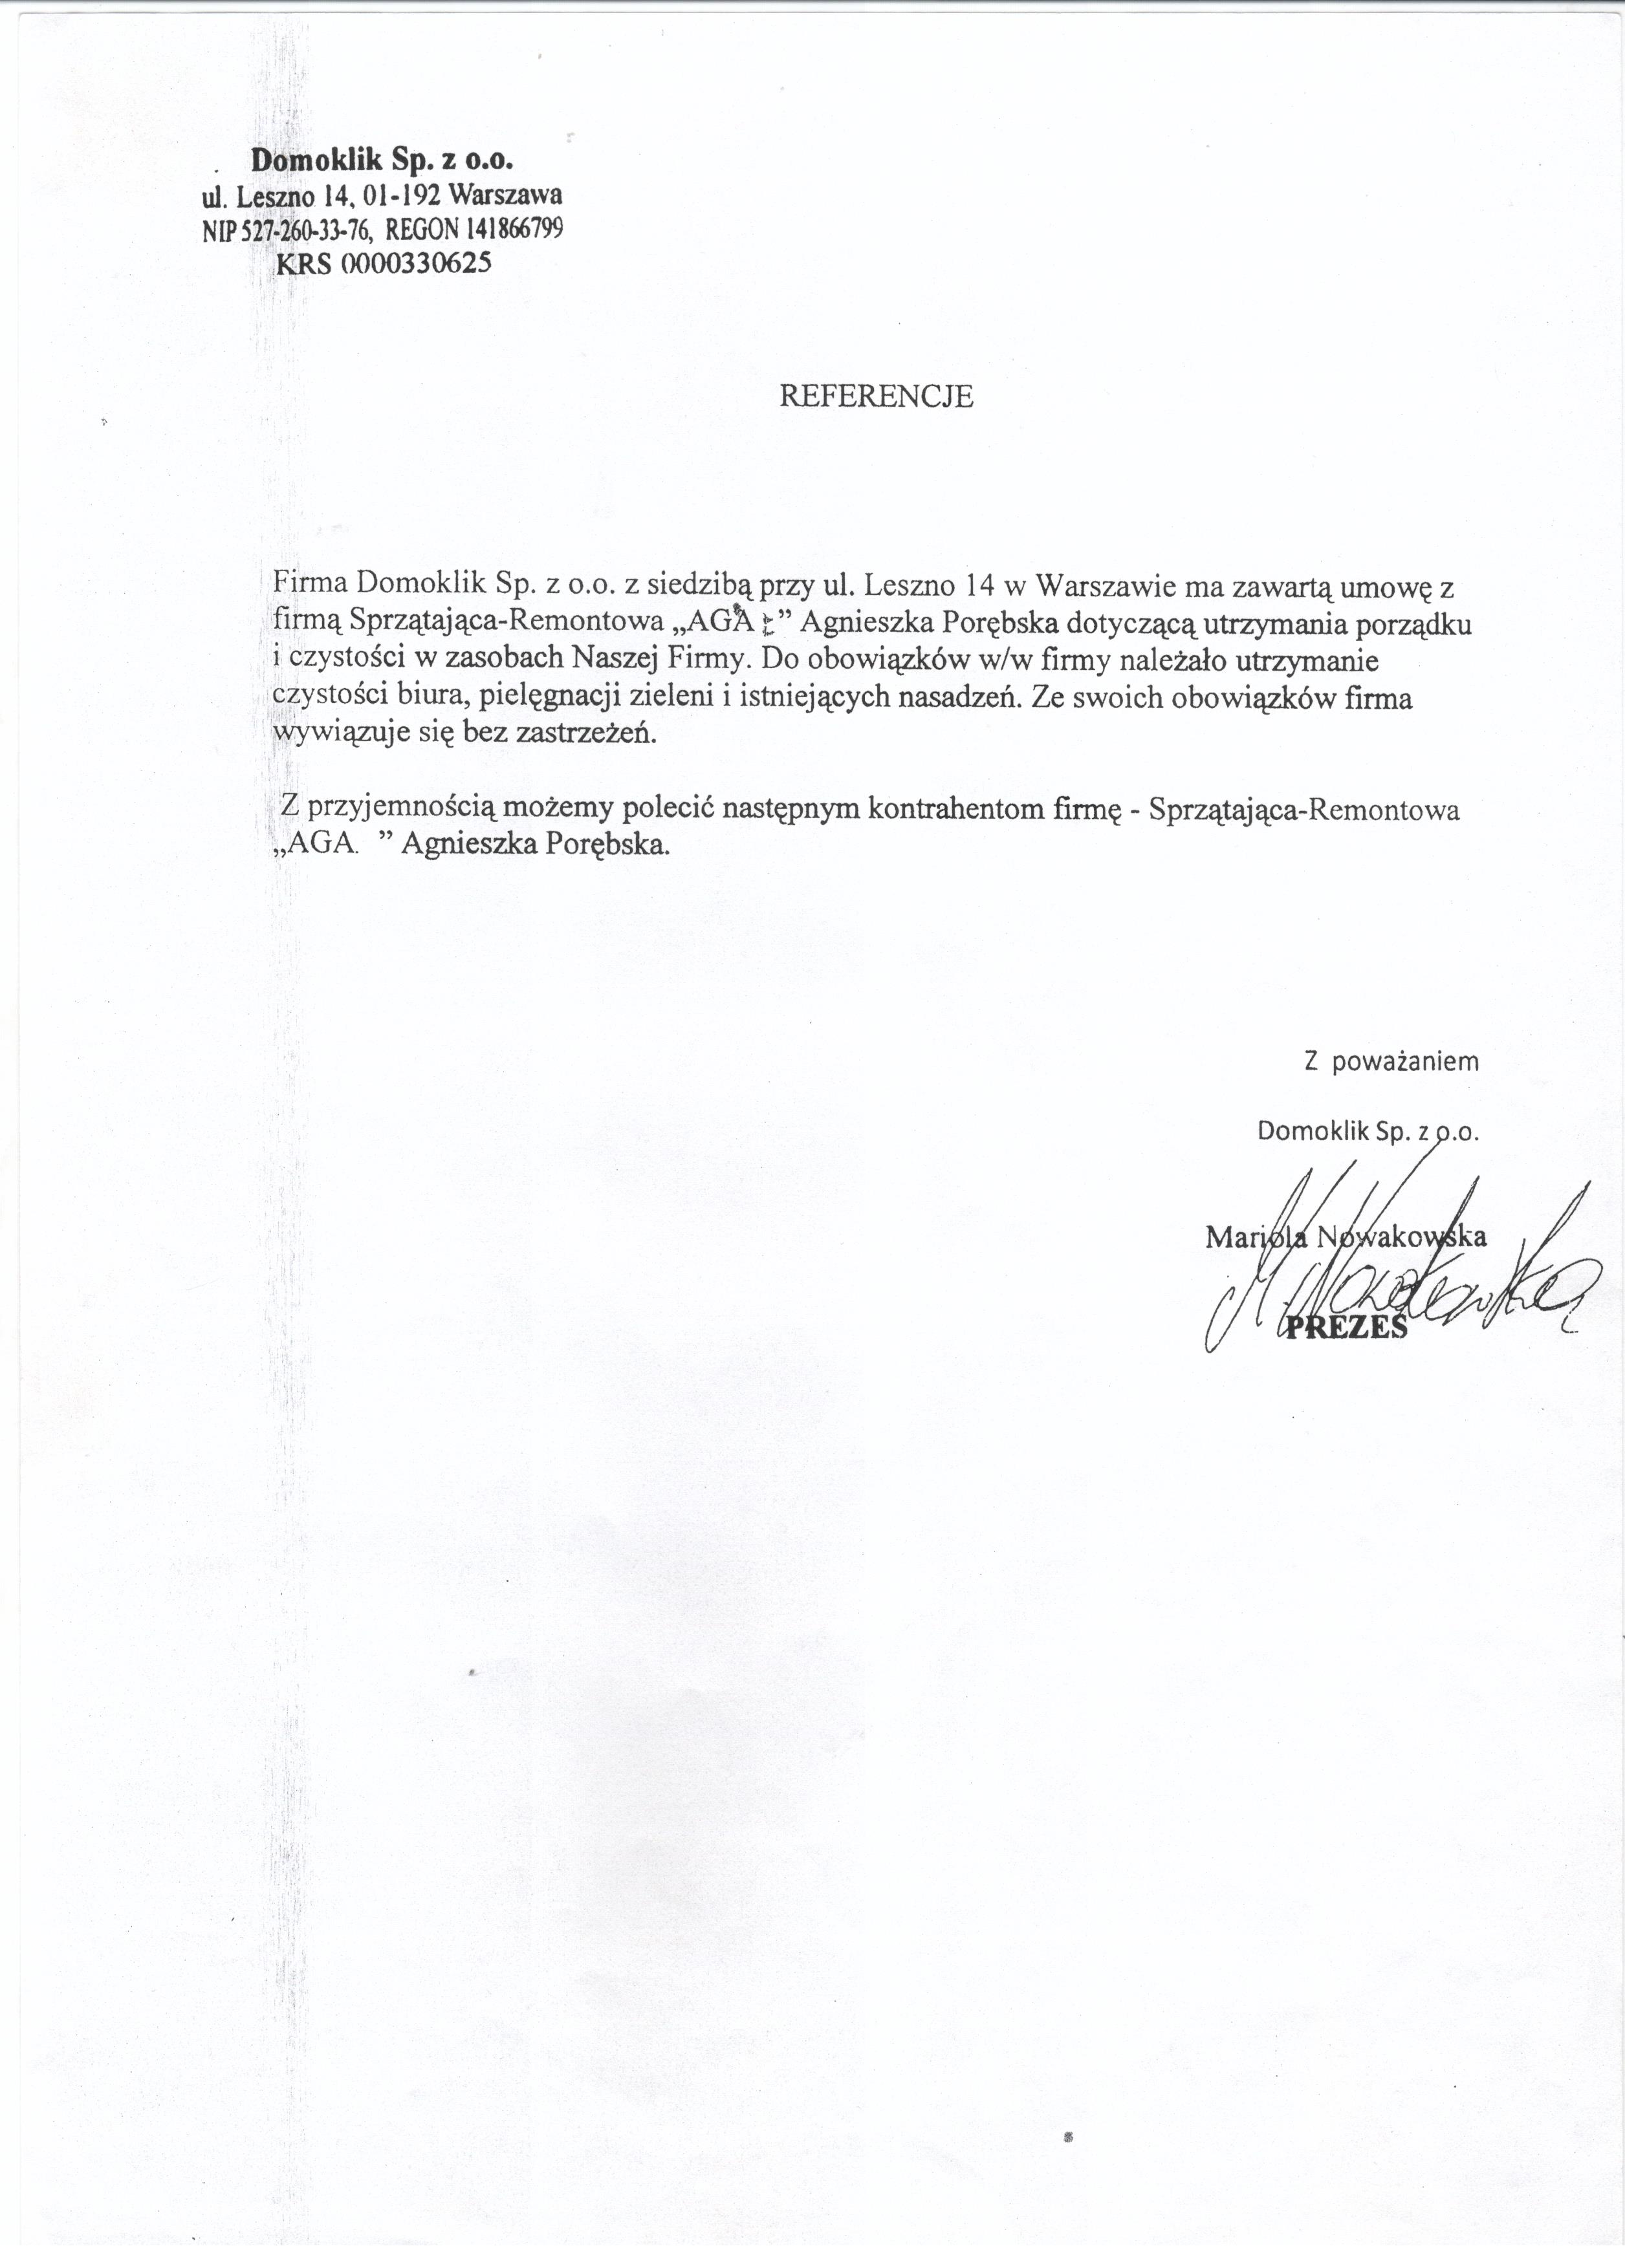 Domoklik Sp. z o.o.
ul. Leszno 14, 01-192 Warszawa
NIP 527-260-33-76, REGON 141866799
KRS 0000330625
REFERENCJE
Firma Domoklik Sp. z o.o. z siedzibą przy ul. Leszno 14 w Warszawie ma zawartą umowę z
firmą Sprzątająca-Remontowa „AGA ” Agnieszka Porębska dotyczącą utrzymania porządku
i czystości w zasobach Naszej Firmy. Do obowiązków w/w firmy należało utrzymanie
czystości biura, pielęgnacji zieleni i istniejących nasadzeń. Ze swoich obowiązków firma
wywiązuje się bez zastrzeżeń.
Z przyjemnością możemy polecić następnym kontrahentom firmę - Sprzątająca-Remontowa
„AGA. ” Agnieszka Porębska.
Z poważaniem
Domoklik Sp. z o.o.
Mariola Nowakowska
M. Nowakowska
PREZES